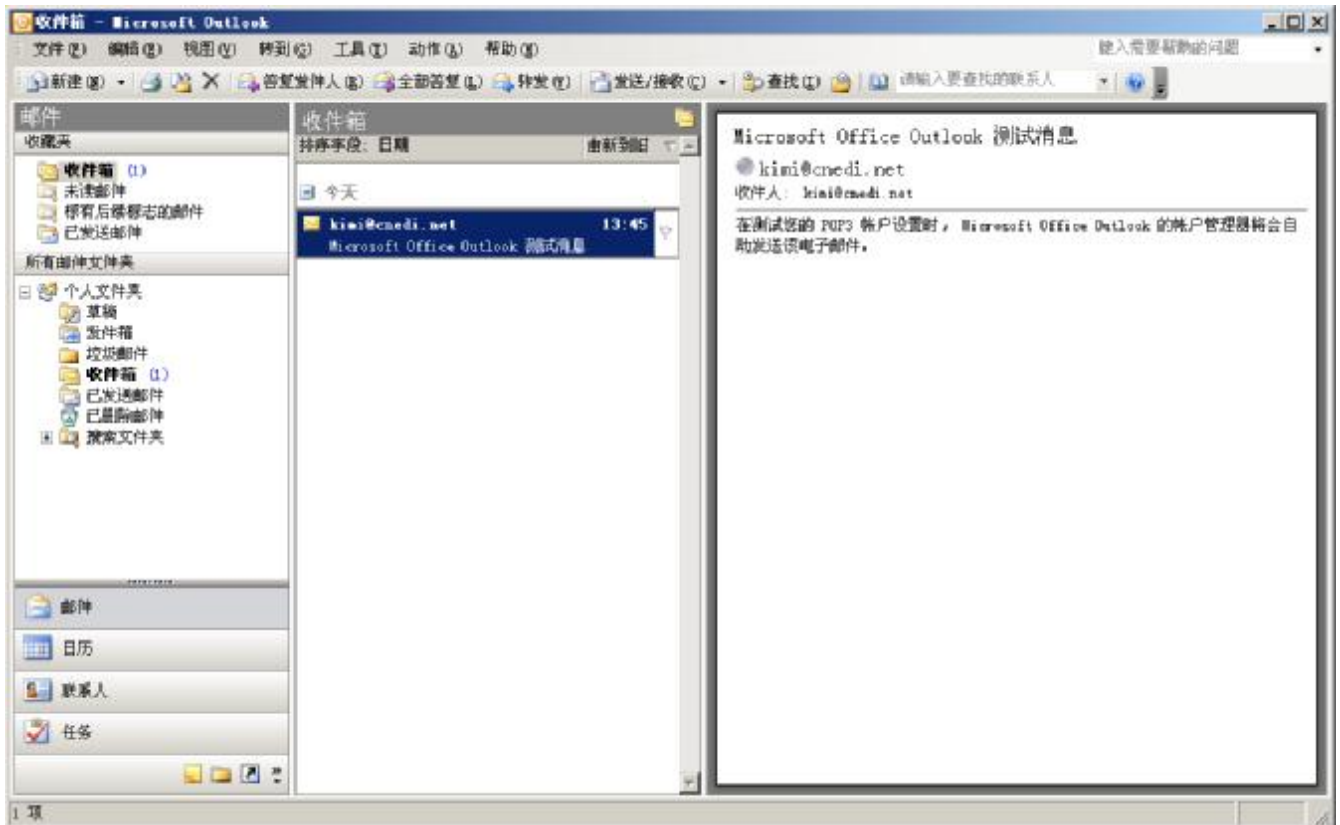 收件箱 - Microsoft Outlook
文件(F) 编辑(E) 视图(V) 转到(G) 工具(T) 动作(A) 帮助(H)
键入需要帮助的问题
新建(N) 答复发件人(R) 全部答复(L) 转发(W) 发送/接收(C) 查找(I) 请输入要查找的联系人
邮件
收藏夹
收件箱 (1)
未读邮件
标有后续标志的邮件
已发送邮件
所有邮件文件夹
个人文件夹
草稿
发件箱
垃圾邮件
收件箱 (1)
已发送邮件
已删除邮件
搜索文件夹
邮件
日历
联系人
任务
1 项
收件箱
排序字段: 日期 由新到旧
今天
kimi@cnedi.net 13:45
Microsoft Office Outlook 测试消息
Microsoft Office Outlook 测试消息
kimi@cnedi.net
收件人: kimi@cnedi.net
在测试您的 POP3 帐户设置时, Microsoft Office Outlook 的帐户管理器将会自
动发送该电子邮件。